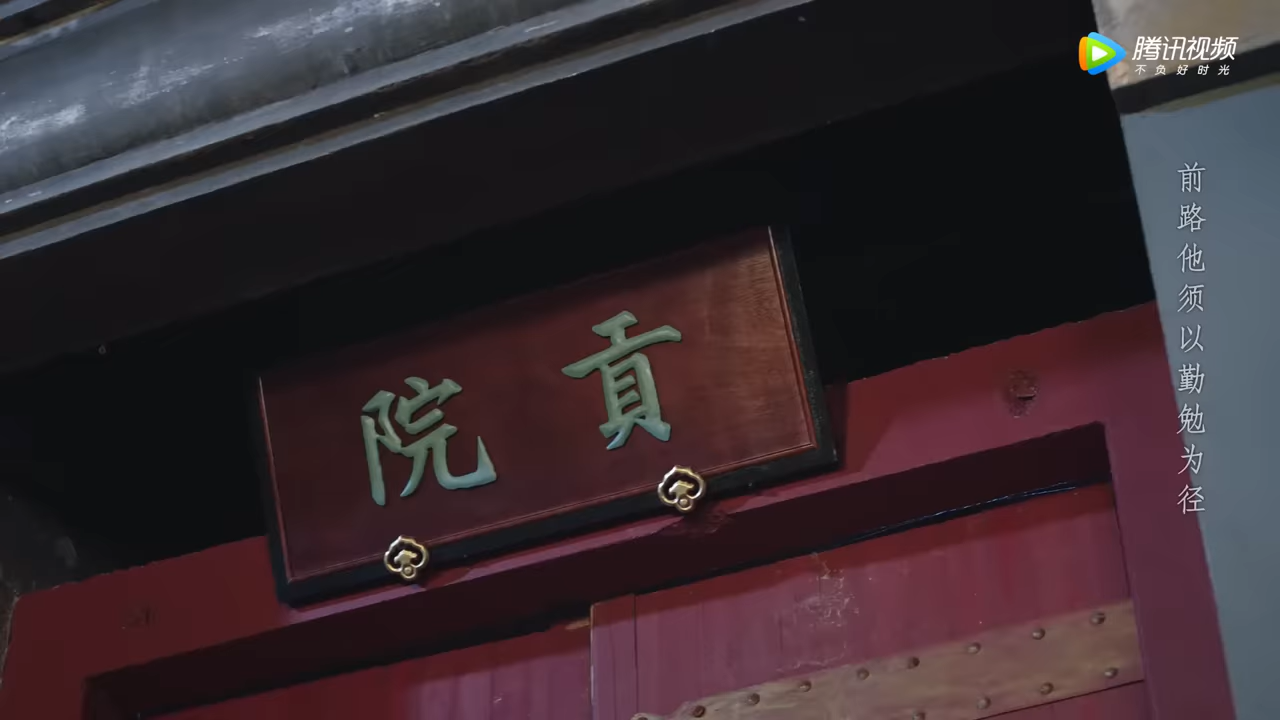 腾讯视频
不负好时光
前路他须以勤勉为径
貢院